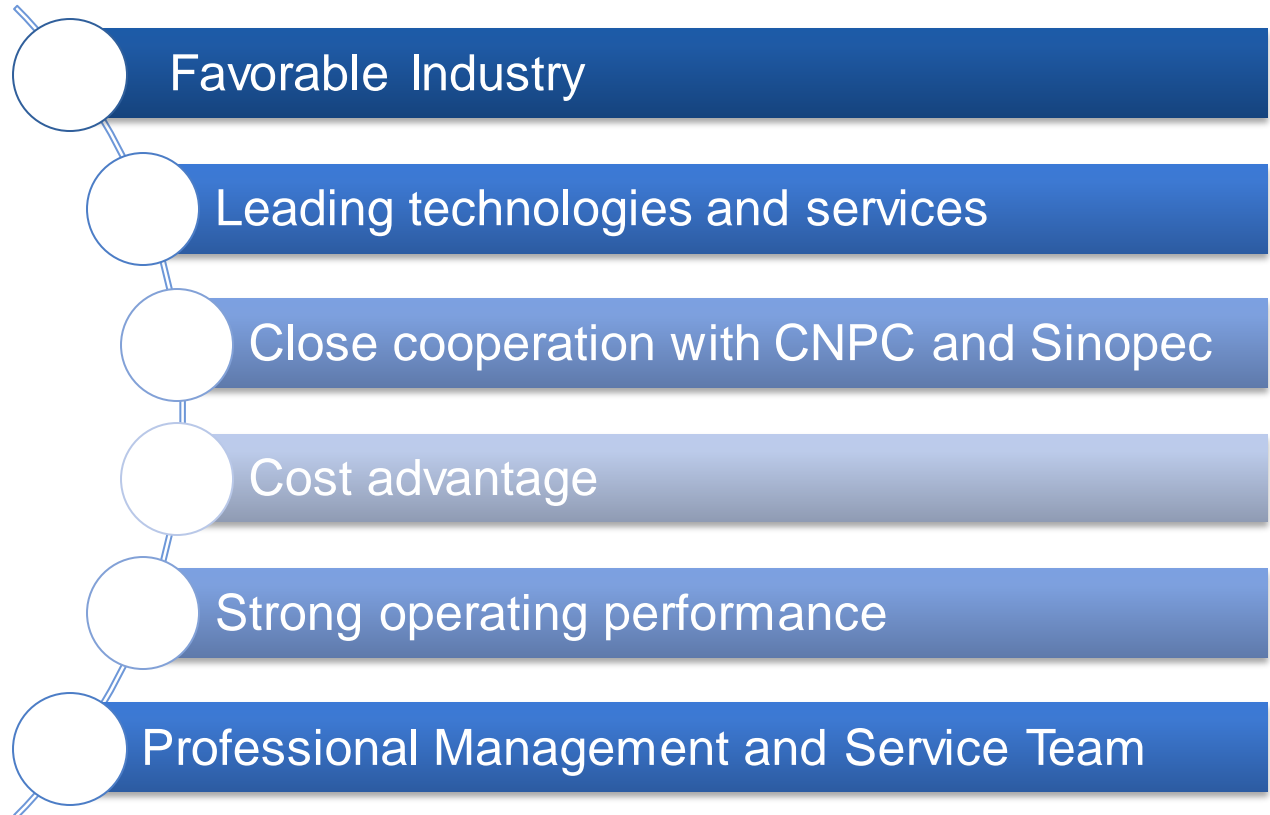 Favorable Industry
Leading technologies and services
Close cooperation with CNPC and Sinopec
Cost advantage
Strong operating performance
Professional Management and Service Team